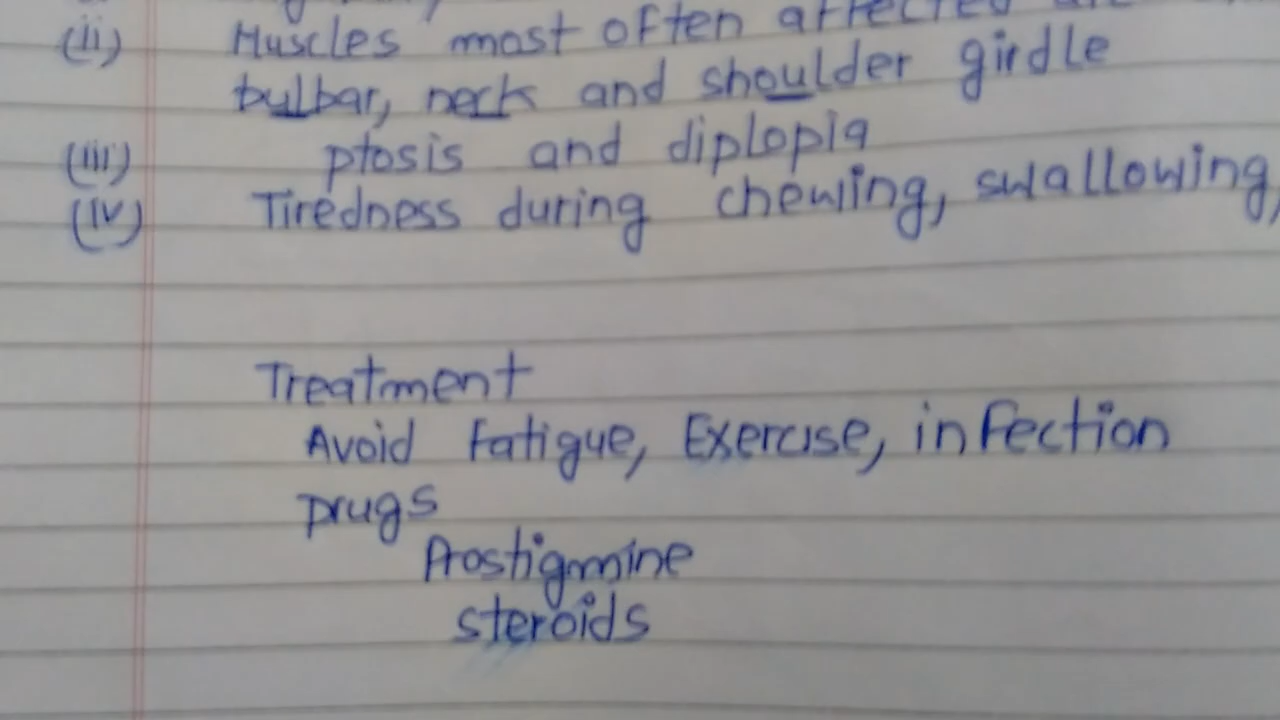 (ii) Muscles most often affected
bulbar, neck and shoulder girdle
(iii) ptosis and diplopia
(iv) Tiredness during chewing, swallowing,
Treatment
Avoid Fatigue, Exercise, infection
Drugs
Prostigmine
steroids